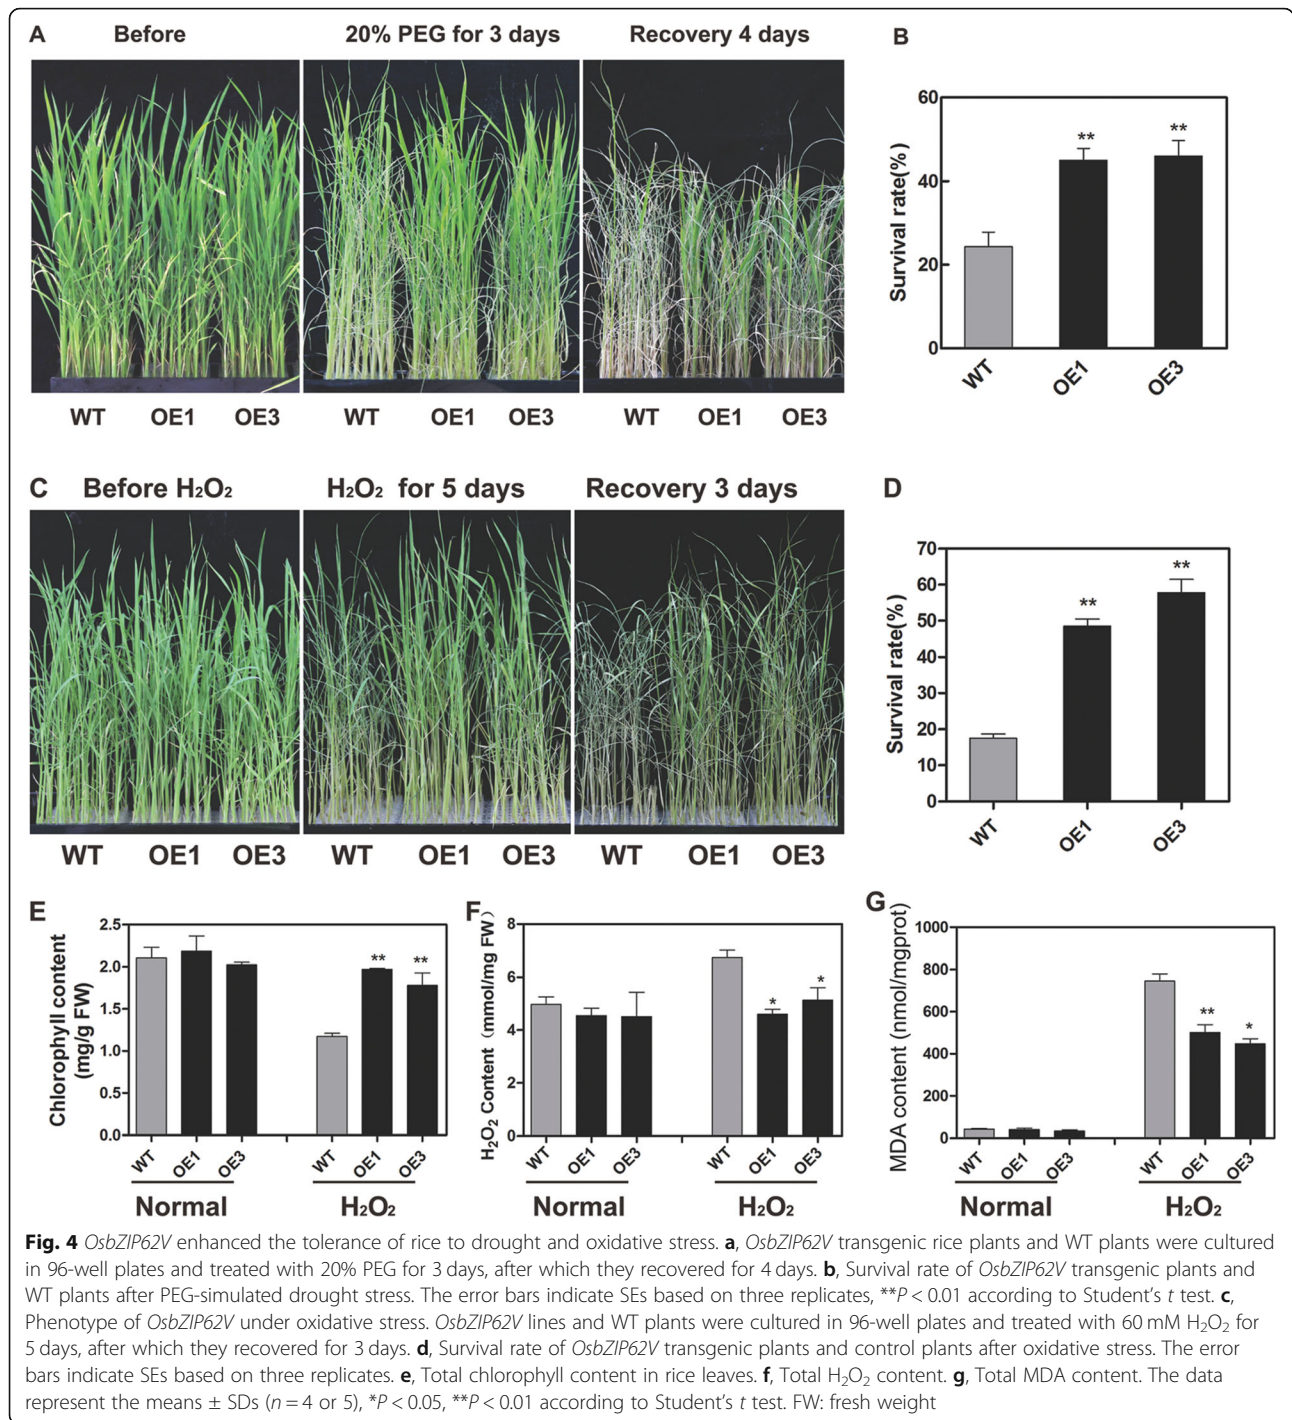 A Before 20% PEG for 3 days Recovery 4 days
WT OE1 OE3 WT OE1 OE3 WT OE1 OE3
B
Survival rate(%)
60
40
20
0
** **
WT OE1 OE3
C Before H₂O₂ H₂O₂ for 5 days Recovery 3 days
WT OE1 OE3 WT OE1 OE3 WT OE1 OE3
D
Survival rate(%)
70
60
50
40
30
20
10
0
** **
WT OE1 OE3
E
Chlorophyll content
(mg/g FW)
2.5
2.0
1.5
1.0
0.5
0.0
** **
WT OE1 OE3 WT OE1 OE3
Normal H₂O₂
F
H₂O₂ Content（mmol/mg FW）
8
6
4
2
0
* *
WT OE1 OE3 WT OE1 OE3
Normal H₂O₂
G
MDA content (nmol/mgprot)
1000
800
600
400
200
0
** *
WT OE1 OE3 WT OE1 OE3
Normal H₂O₂
Fig. 4 OsbZIP62V enhanced the tolerance of rice to drought and oxidative stress. a, OsbZIP62V transgenic rice plants and WT plants were cultured
in 96-well plates and treated with 20% PEG for 3 days, after which they recovered for 4 days. b, Survival rate of OsbZIP62V transgenic plants and
WT plants after PEG-simulated drought stress. The error bars indicate SEs based on three replicates, **P < 0.01 according to Student’s t test. c,
Phenotype of OsbZIP62V under oxidative stress. OsbZIP62V lines and WT plants were cultured in 96-well plates and treated with 60 mM H₂O₂ for
5 days, after which they recovered for 3 days. d, Survival rate of OsbZIP62V transgenic plants and control plants after oxidative stress. The error
bars indicate SEs based on three replicates. e, Total chlorophyll content in rice leaves. f, Total H₂O₂ content. g, Total MDA content. The data
represent the means ± SDs (n = 4 or 5), *P < 0.05, **P < 0.01 according to Student’s t test. FW: fresh weight